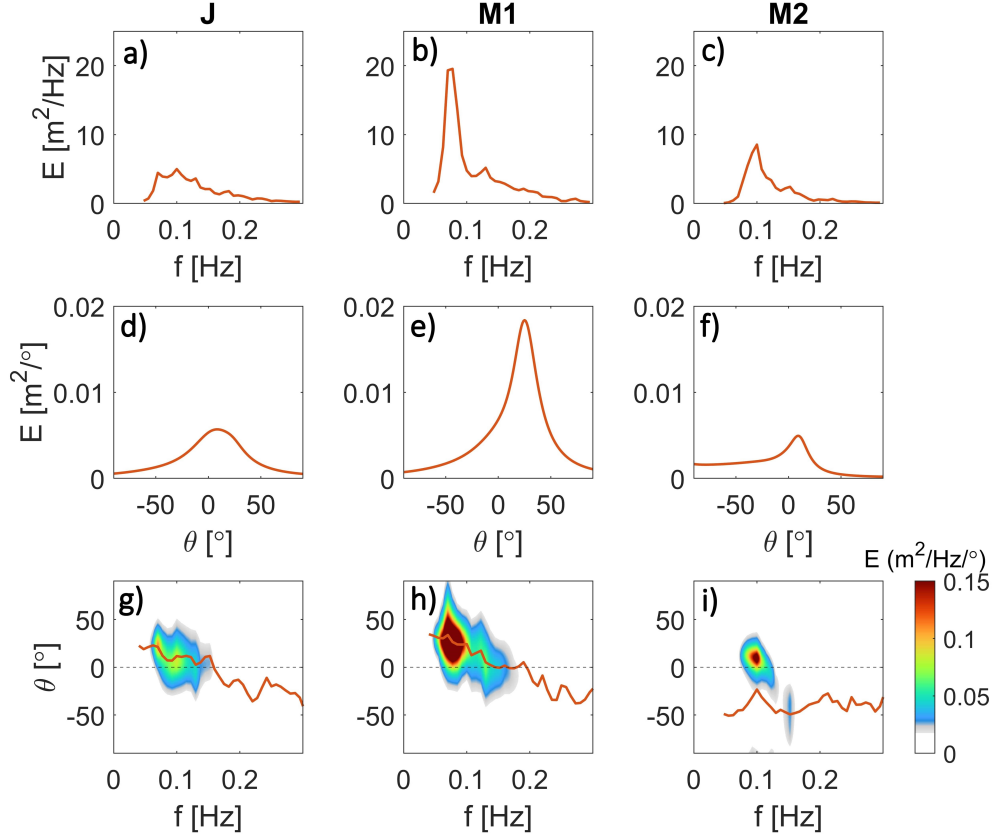 J M1 M2
a) b) c)
E [m²/Hz]
20 20 20
10 10 10
0 0 0
0 0.1 0.2 0 0.1 0.2 0 0.1 0.2
f [Hz] f [Hz] f [Hz]
d) e) f)
E [m²/°]
0.02 0.02 0.02
0.01 0.01 0.01
0 0 0
-50 0 50 -50 0 50 -50 0 50
θ [°] θ [°] θ [°]
E (m²/Hz/°)
g) h) i)
θ [°]
50 50 50 0.15
0 0 0 0.1
-50 -50 -50 0.05
0
0 0.1 0.2 0 0.1 0.2 0 0.1 0.2
f [Hz] f [Hz] f [Hz]